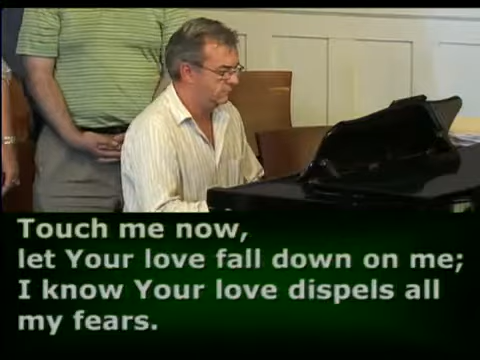 Touch me now,
let Your love fall down on me;
I know Your love dispels all
my fears.